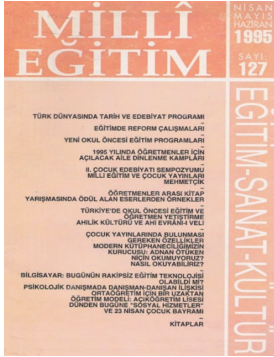 MİLLÎ
EĞİTİM
NİSAN
MAYIS
HAZİRAN
1995
SAYI
127
EĞİTİM-SANAT-KÜLTÜR
TÜRK DÜNYASINDA TARİH VE EDEBİYAT PROGRAMI
EĞİTİMDE REFORM ÇALIŞMALARI
YENİ OKUL ÖNCESİ EĞİTİM PROGRAMLARI
1995 YILINDA ÖĞRETMENLER İÇİN
AÇILACAK AİLE DİNLENME KAMPLARI
II. ÇOCUK EDEBİYATI SEMPOZYUMU
MİLLİ EĞİTİM VE ÇOCUK YAYINLARI
MEHMETÇİK
ÖĞRETMENLER ARASI KİTAP
YARIŞMASINDA ÖDÜL ALAN ESERLERDEN ÖRNEKLER
TÜRKİYE'DE OKUL ÖNCESİ EĞİTİM VE
ÖĞRETMEN YETİŞTİRME
AHİLİK KÜLTÜRÜ VE AHİ EVRÂN-I VELİ
ÇOCUK YAYINLARINDA BULUNMASI
GEREKEN ÖZELLİKLER
MODERN KÜTÜPHANECİLİĞİMİZİN
KURUCUSU: ADNAN ÖTÜKEN
NİÇİN OKUMUYORUZ?
NASIL OKUYABİLİRİZ?
BİLGİSAYAR: BUGÜNÜN RAKİPSİZ EĞİTİM TEKNOLOJİSİ
OLABİLDİ Mİ?
PSİKOLOJİK DANIŞMADA DANIŞMAN-DANIŞAN İLİŞKİSİ
ORTAÖĞRETİM İÇİN BİR UZAKTAN
ÖĞRETİM MODELİ: AÇIKÖĞRETİM LİSESİ
DÜNDEN BUGÜNE "SOSYAL HİZMETLER"
VE 23 NİSAN ÇOCUK BAYRAMI
KİTAPLAR